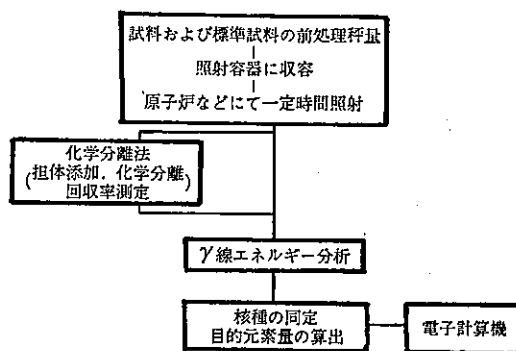 試料および標準試料の前処理秤量
照射容器に収容
原子炉などにて一定時間照射
化学分離法
(担体添加, 化学分離
回収率測定)
γ線エネルギー分析
核種の同定
目的元素量の算出
電子計算機